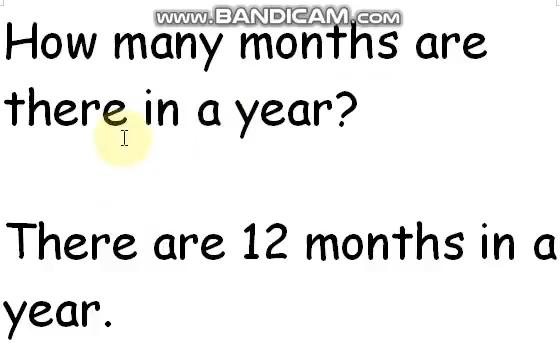 www.BANDICAM.com
How many months are
there in a year?
There are 12 months in a
year.